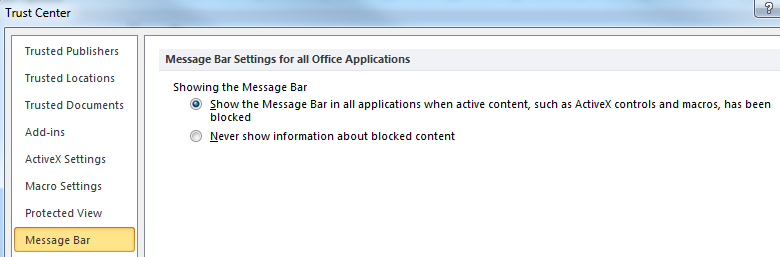 Trust Center
?
Trusted Publishers
Trusted Locations
Trusted Documents
Add-ins
ActiveX Settings
Macro Settings
Protected View
Message Bar
Message Bar Settings for all Office Applications
Showing the Message Bar
Show the Message Bar in all applications when active content, such as ActiveX controls and macros, has been
blocked
Never show information about blocked content